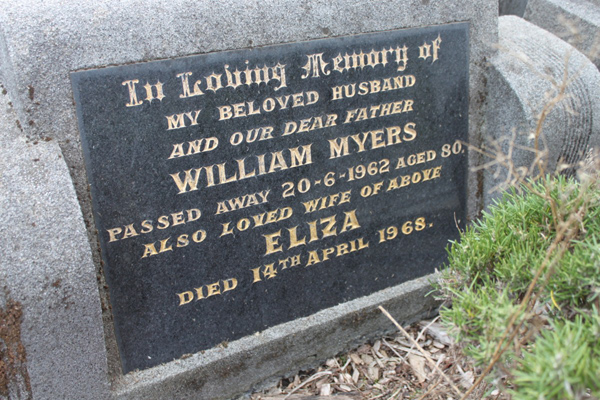 In Loving Memory of
MY BELOVED HUSBAND
AND OUR DEAR FATHER
WILLIAM MYERS
PASSED AWAY 20-6-1962 AGED 80.
ALSO LOVED WIFE OF ABOVE
ELIZA
DIED 14TH APRIL 1968.